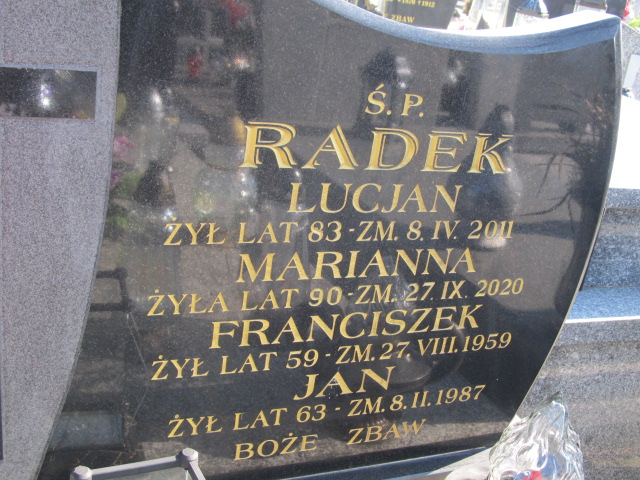 ZBAW
Ś. P.
RADEK
LUCJAN
ŻYŁ LAT 83 - ZM. 8. IV. 2011
MARIANNA
ŻYŁA LAT 90 - ZM. 27. IX. 2020
FRANCISZEK
ŻYŁ LAT 59 - ZM. 27. VIII. 1959
JAN
ŻYŁ LAT 63 - ZM. 8. II. 1987
BOŻE ZBAW